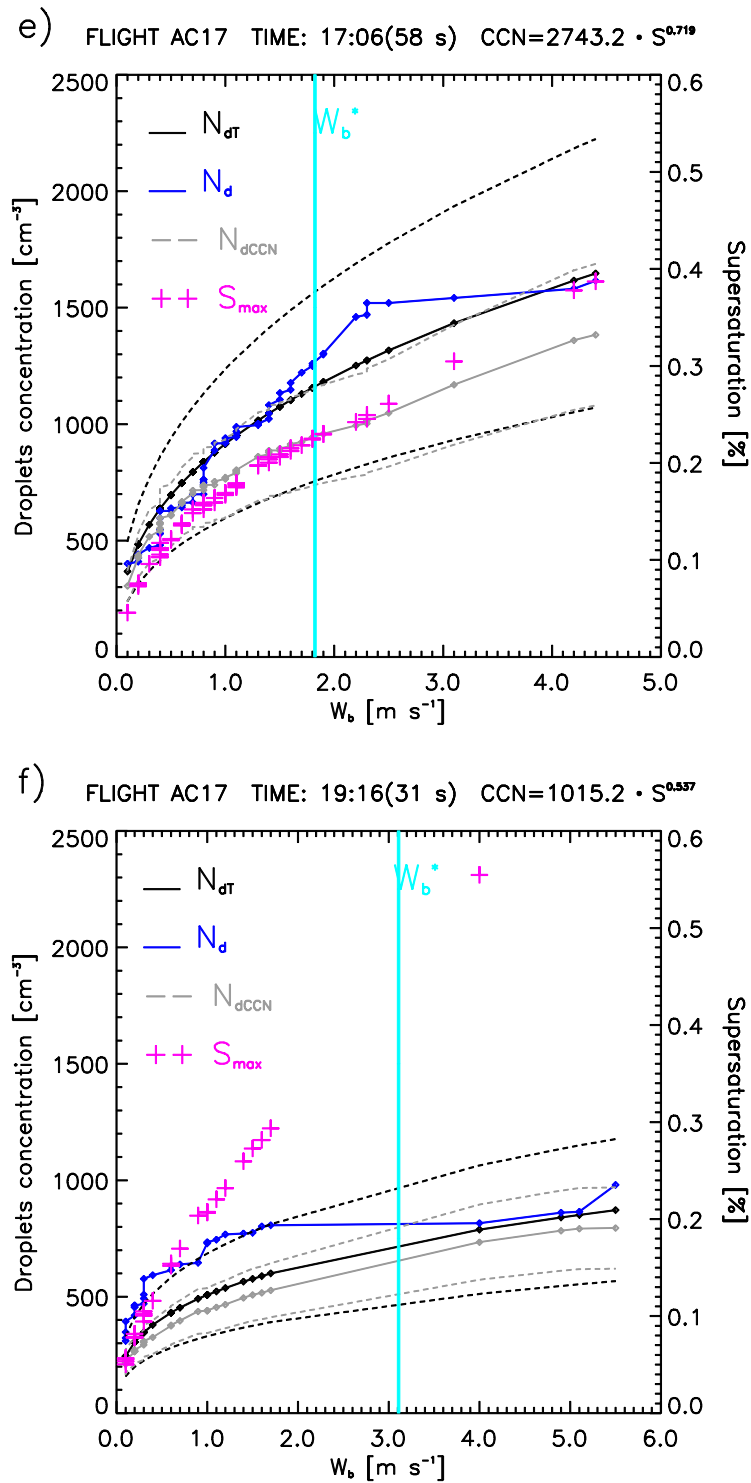 e) FLIGHT AC17 TIME: 17:06(58 s) CCN=2743.2 • S^0.719
2500
2000
1500
1000
500
0
Droplets concentration [cm⁻³]
N_dT
N_d
N_dCCN
S_max
W_b*
0.6
0.5
0.4
0.3
0.2
0.1
0.0
Supersaturation [%]
0.0 1.0 2.0 3.0 4.0 5.0
W_b [m s⁻¹]
f) FLIGHT AC17 TIME: 19:16(31 s) CCN=1015.2 • S^0.537
2500
2000
1500
1000
500
0
Droplets concentration [cm⁻³]
N_dT
N_d
N_dCCN
S_max
W_b*
0.6
0.5
0.4
0.3
0.2
0.1
0.0
Supersaturation [%]
0.0 1.0 2.0 3.0 4.0 5.0 6.0
W_b [m s⁻¹]